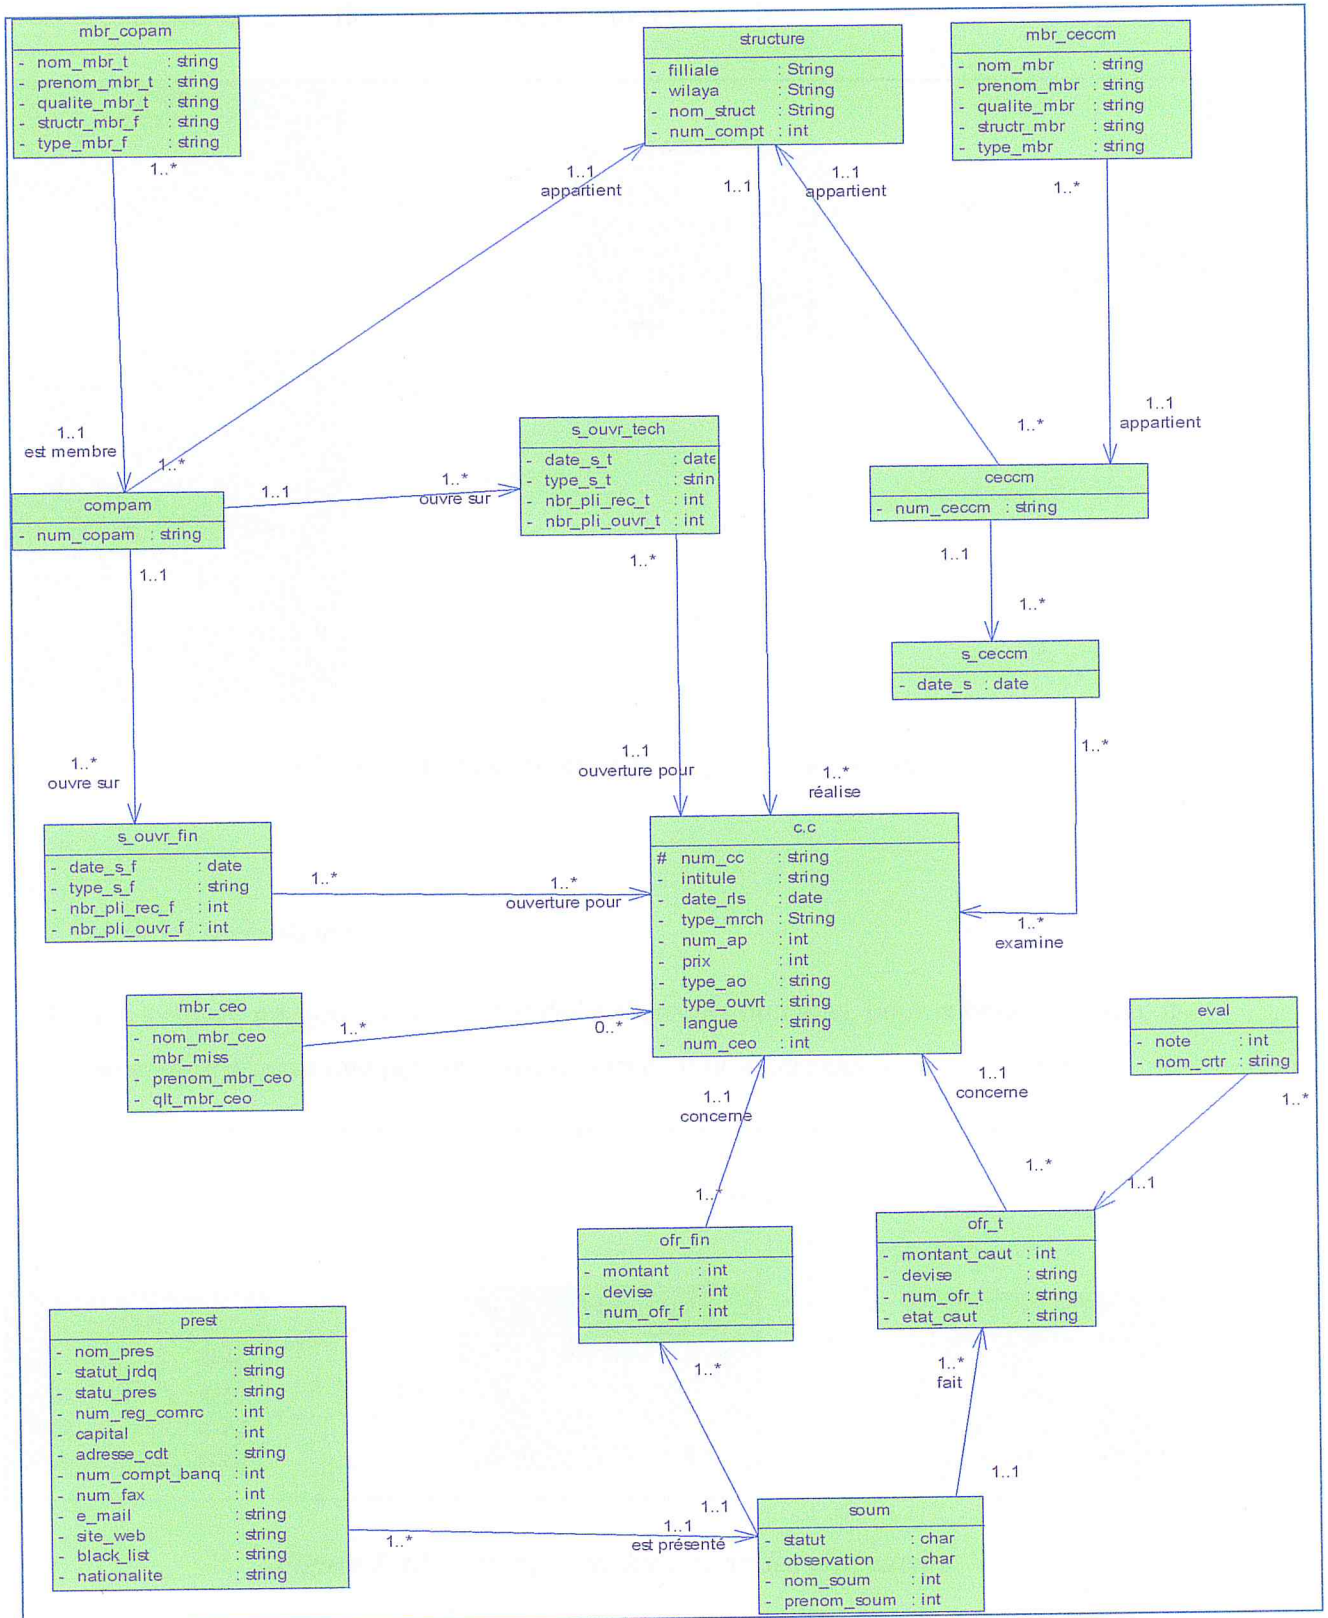 mbr_copam
- nom_mbr_t : string
- prenom_mbr_t : string
- qualite_mbr_t : string
- structr_mbr_f : string
- type_mbr_f : string
structure
- filliale : String
- wilaya : String
- nom_struct : String
- num_compt : int
mbr_ceccm
- nom_mbr : string
- prenom_mbr : string
- qualite_mbr : string
- structr_mbr : string
- type_mbr : string
1..*
1..1
appartient
1..1
1..1
appartient
1..*
1..1
est membre
1..*
1..*
1..1
appartient
s_ouvr_tech
- date_s_t : date
- type_s_t : strin
- nbr_pli_rec_t : int
- nbr_pli_ouvr_t : int
compam
- num_copam : string
1..1
1..*
ouvre sur
ceccm
- num_ceccm : string
1..1
1..*
1..1
1..*
s_ceccm
- date_s : date
1..*
ouvre sur
1..1
ouverture pour
1..*
réalise
1..*
s_ouvr_fin
- date_s_f : date
- type_s_f : string
- nbr_pli_rec_f : int
- nbr_pli_ouvr_f : int
1..*
1..*
ouverture pour
c.c
# num_cc : string
- intitule : string
- date_rls : date
- type_mrch : String
- num_ap : int
- prix : int
- type_ao : string
- type_ouvrt : string
- langue : string
- num_ceo : int
1..*
examine
mbr_ceo
- nom_mbr_ceo
- mbr_miss
- prenom_mbr_ceo
- qlt_mbr_ceo
1..*
0..*
eval
- note : int
- nom_crtr : string
1..1
concerne
1..1
concerne
1..*
1..*
1..*
1..1
ofr_fin
- montant : int
- devise : int
- num_ofr_f : int
ofr_t
- montant_caut : int
- devise : string
- num_ofr_t : string
- etat_caut : string
prest
- nom_pres : string
- statut_jrdq : string
- statu_pres : string
- num_reg_comrc : int
- capital : int
- adresse_cdt : string
- num_compt_banq : int
- num_fax : int
- e_mail : string
- site_web : string
- black_list : string
- nationalite : string
1..*
1..*
fait
1..1
1..1
1..*
1..1
est présenté
soum
- statut : char
- observation : char
- nom_soum : int
- prenom_soum : int